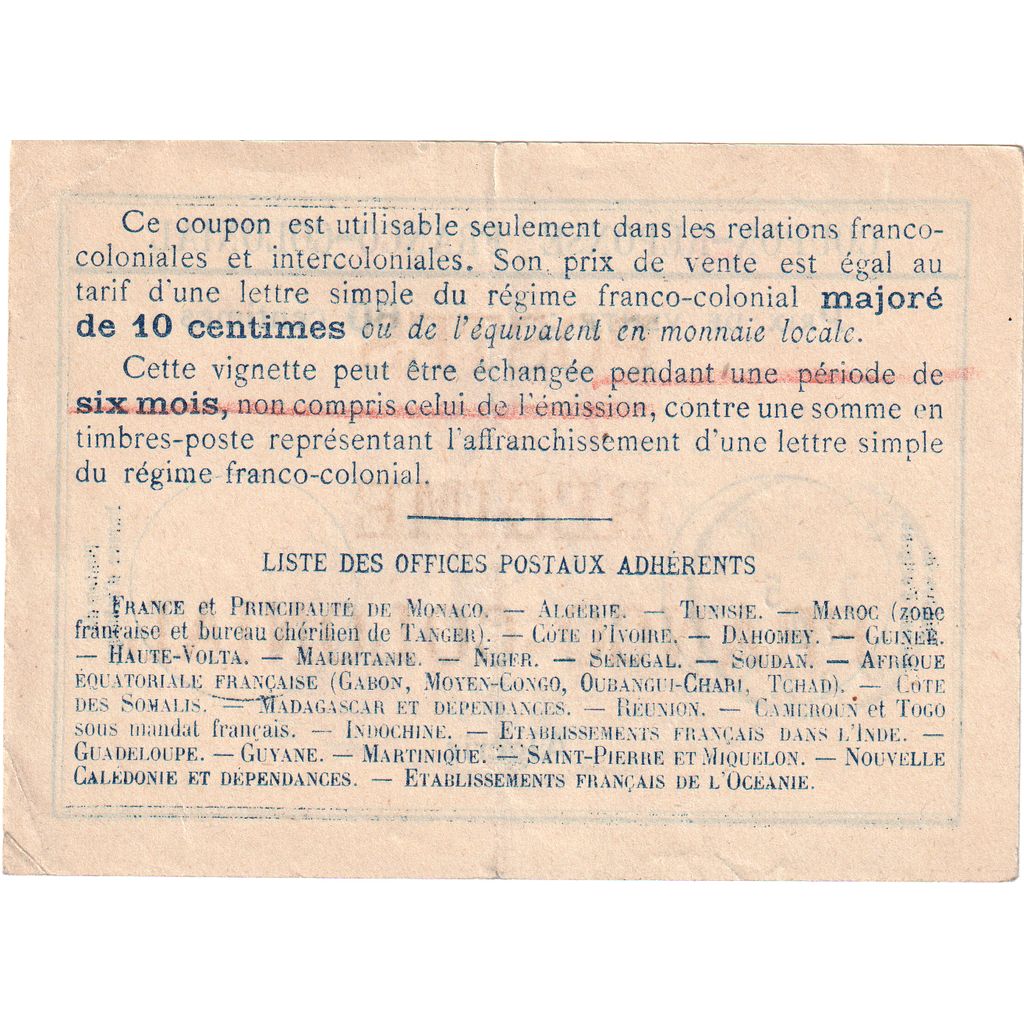 Ce coupon est utilisable seulement dans les relations franco-
coloniales et intercoloniales. Son prix de vente est égal au
tarif d'une lettre simple du régime franco-colonial majoré
de 10 centimes ou de l'équivalent en monnaie locale.
Cette vignette peut être échangée pendant une période de
six mois, non compris celui de l'émission, contre une somme en
timbres-poste représentant l'affranchissement d'une lettre simple
du régime franco-colonial.
LISTE DES OFFICES POSTAUX ADHÉRENTS
FRANCE et PRINCIPAUTÉ DE MONACO. — ALGÉRIE. — TUNISIE. — MAROC (zone
française et bureau chérifien de TANGER). — CÔTE D'IVOIRE. — DAHOMEY. — GUINÉE.
— HAUTE-VOLTA. — MAURITANIE. — NIGER. — SÉNÉGAL. — SOUDAN. — AFRIQUE
ÉQUATORIALE FRANÇAISE (GABON, MOYEN-CONGO, OUBANGUI-CHARI, TCHAD). — CÔTE
DES SOMALIS. — MADAGASCAR ET DÉPENDANCES. — RÉUNION. — CAMEROUN et TOGO
sous mandat français. — INDOCHINE. — ETABLISSEMENTS FRANÇAIS DANS L'INDE. —
GUADELOUPE. — GUYANE. — MARTINIQUE. — SAINT-PIERRE ET MIQUELON. — NOUVELLE
CALÉDONIE ET DÉPENDANCES. — ETABLISSEMENTS FRANÇAIS DE L'OCÉANIE.